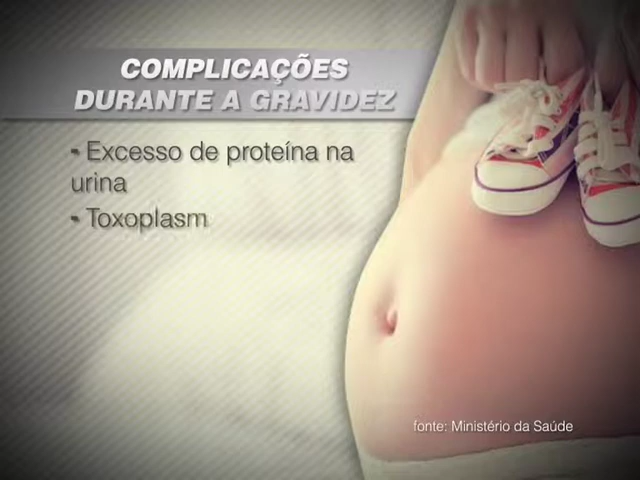 COMPLICAÇÕES
DURANTE A GRAVIDEZ
- Excesso de proteína na
urina
- Toxoplasm
fonte: Ministério da Saúde